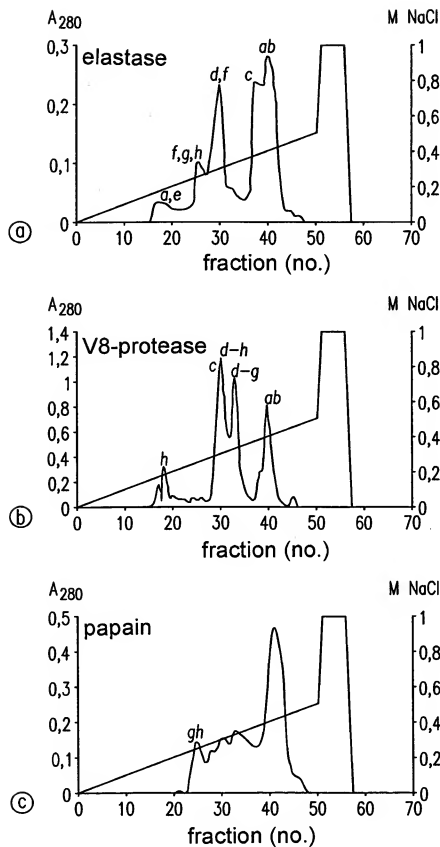 A280 M NaCl
elastase
0,3 1
0,2 0,8
0,6
0,1 0,4
0,2
0 0
d,f c ab
f,g,h
a,e
0 10 20 30 40 50 60 70
fraction (no.)
a
A280 M NaCl
V8-protease
1,4 1
1,2 0,8
1
0,8 0,6
0,6 0,4
0,4
0,2 0,2
0 0
d–h
c d–g
ab
h
0 10 20 30 40 50 60 70
fraction (no.)
b
A280 M NaCl
papain
0,5 1
0,4 0,8
0,3 0,6
0,2 0,4
0,1 0,2
0 0
gh
0 10 20 30 40 50 60 70
fraction (no.)
c